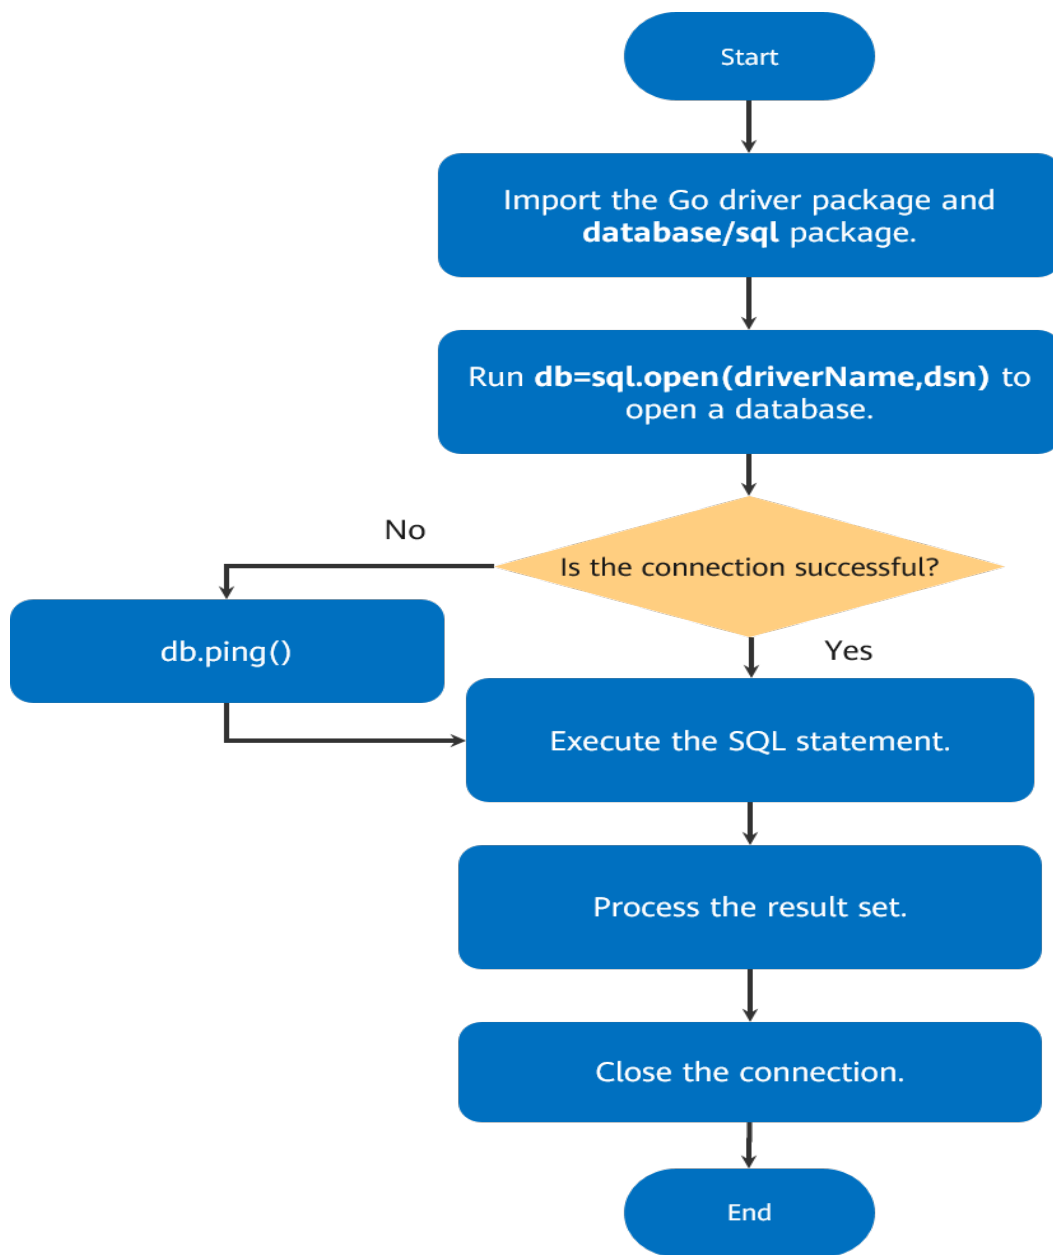 Start
Import the Go driver package and
database/sql package.
Run db=sql.open(driverName,dsn) to
open a database.
No
Is the connection successful?
db.ping()
Yes
Execute the SQL statement.
Process the result set.
Close the connection.
End